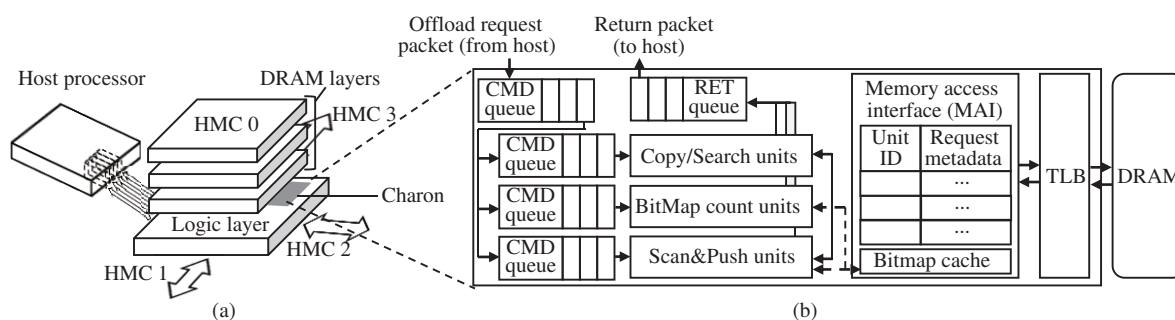 Host processor
DRAM layers
HMC 0
HMC 3
Charon
Logic layer
HMC 2
HMC 1
(a)
Offload request
packet (from host)
Return packet
(to host)
CMD
queue
RET
queue
CMD
queue
Copy/Search units
CMD
queue
BitMap count units
CMD
queue
Scan&Push units
Memory access
interface (MAI)
Unit
ID
Request
metadata
...
...
...
Bitmap cache
TLB
DRAM
(b)